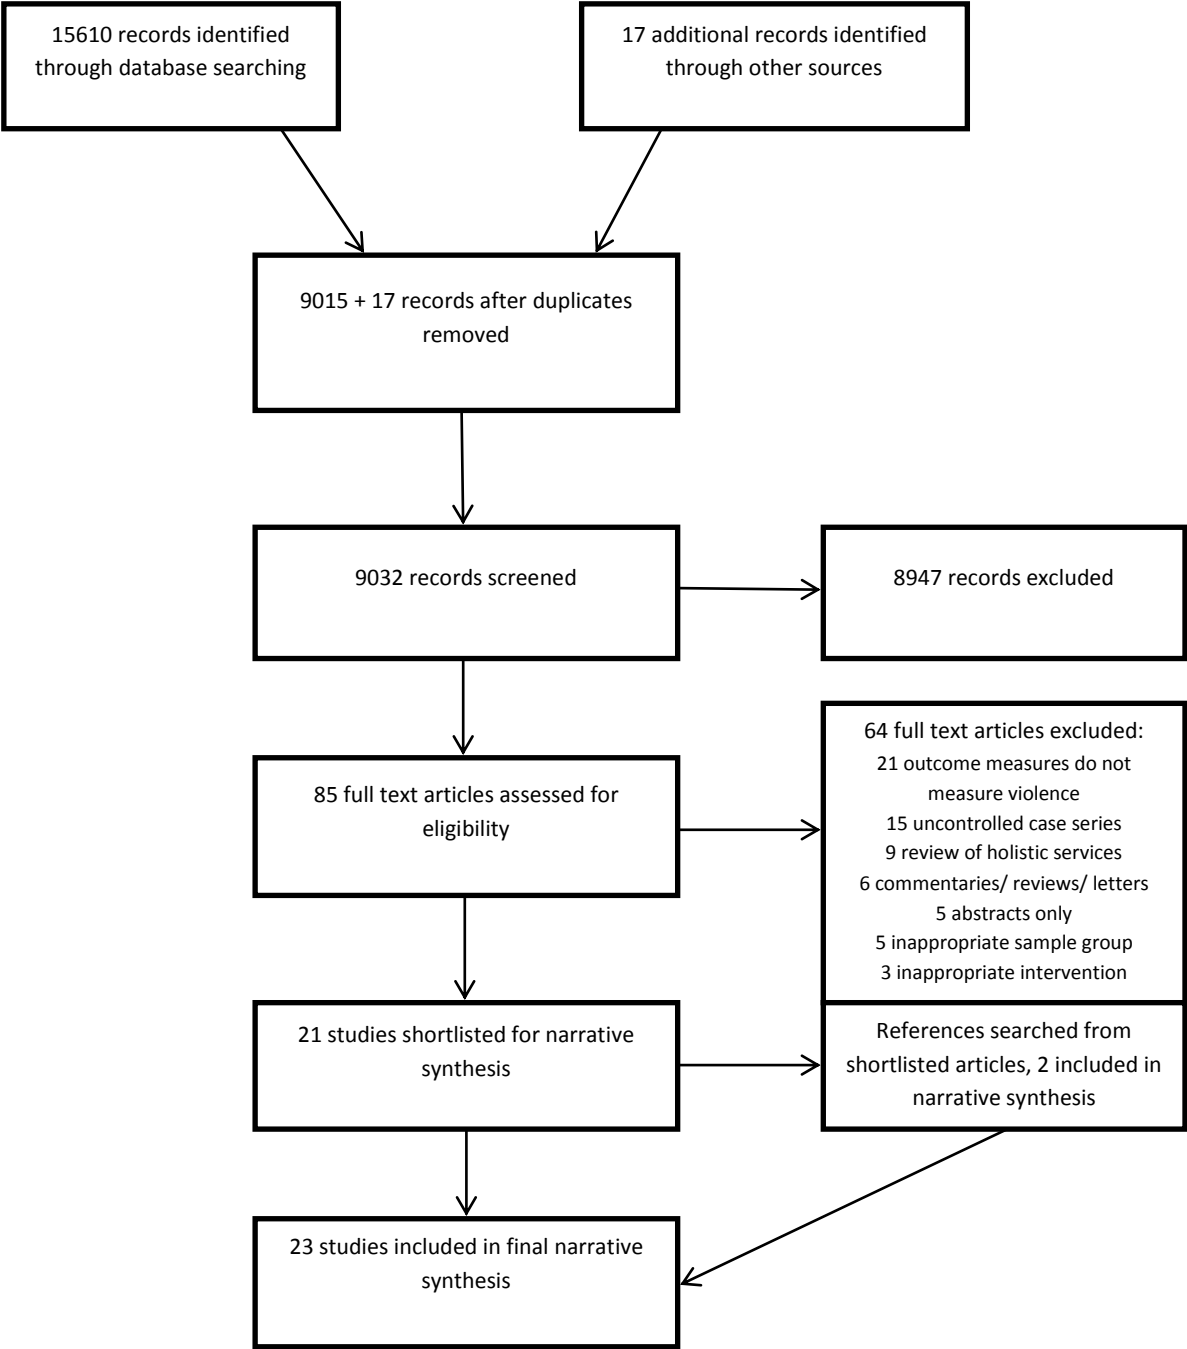 15610 records identified
through database searching
17 additional records identified
through other sources
9015 + 17 records after duplicates
removed
9032 records screened
8947 records excluded
85 full text articles assessed for
eligibility
64 full text articles excluded:
21 outcome measures do not
measure violence
15 uncontrolled case series
9 review of holistic services
6 commentaries/ reviews/ letters
5 abstracts only
5 inappropriate sample group
3 inappropriate intervention
21 studies shortlisted for narrative
synthesis
References searched from
shortlisted articles, 2 included in
narrative synthesis
23 studies included in final narrative
synthesis